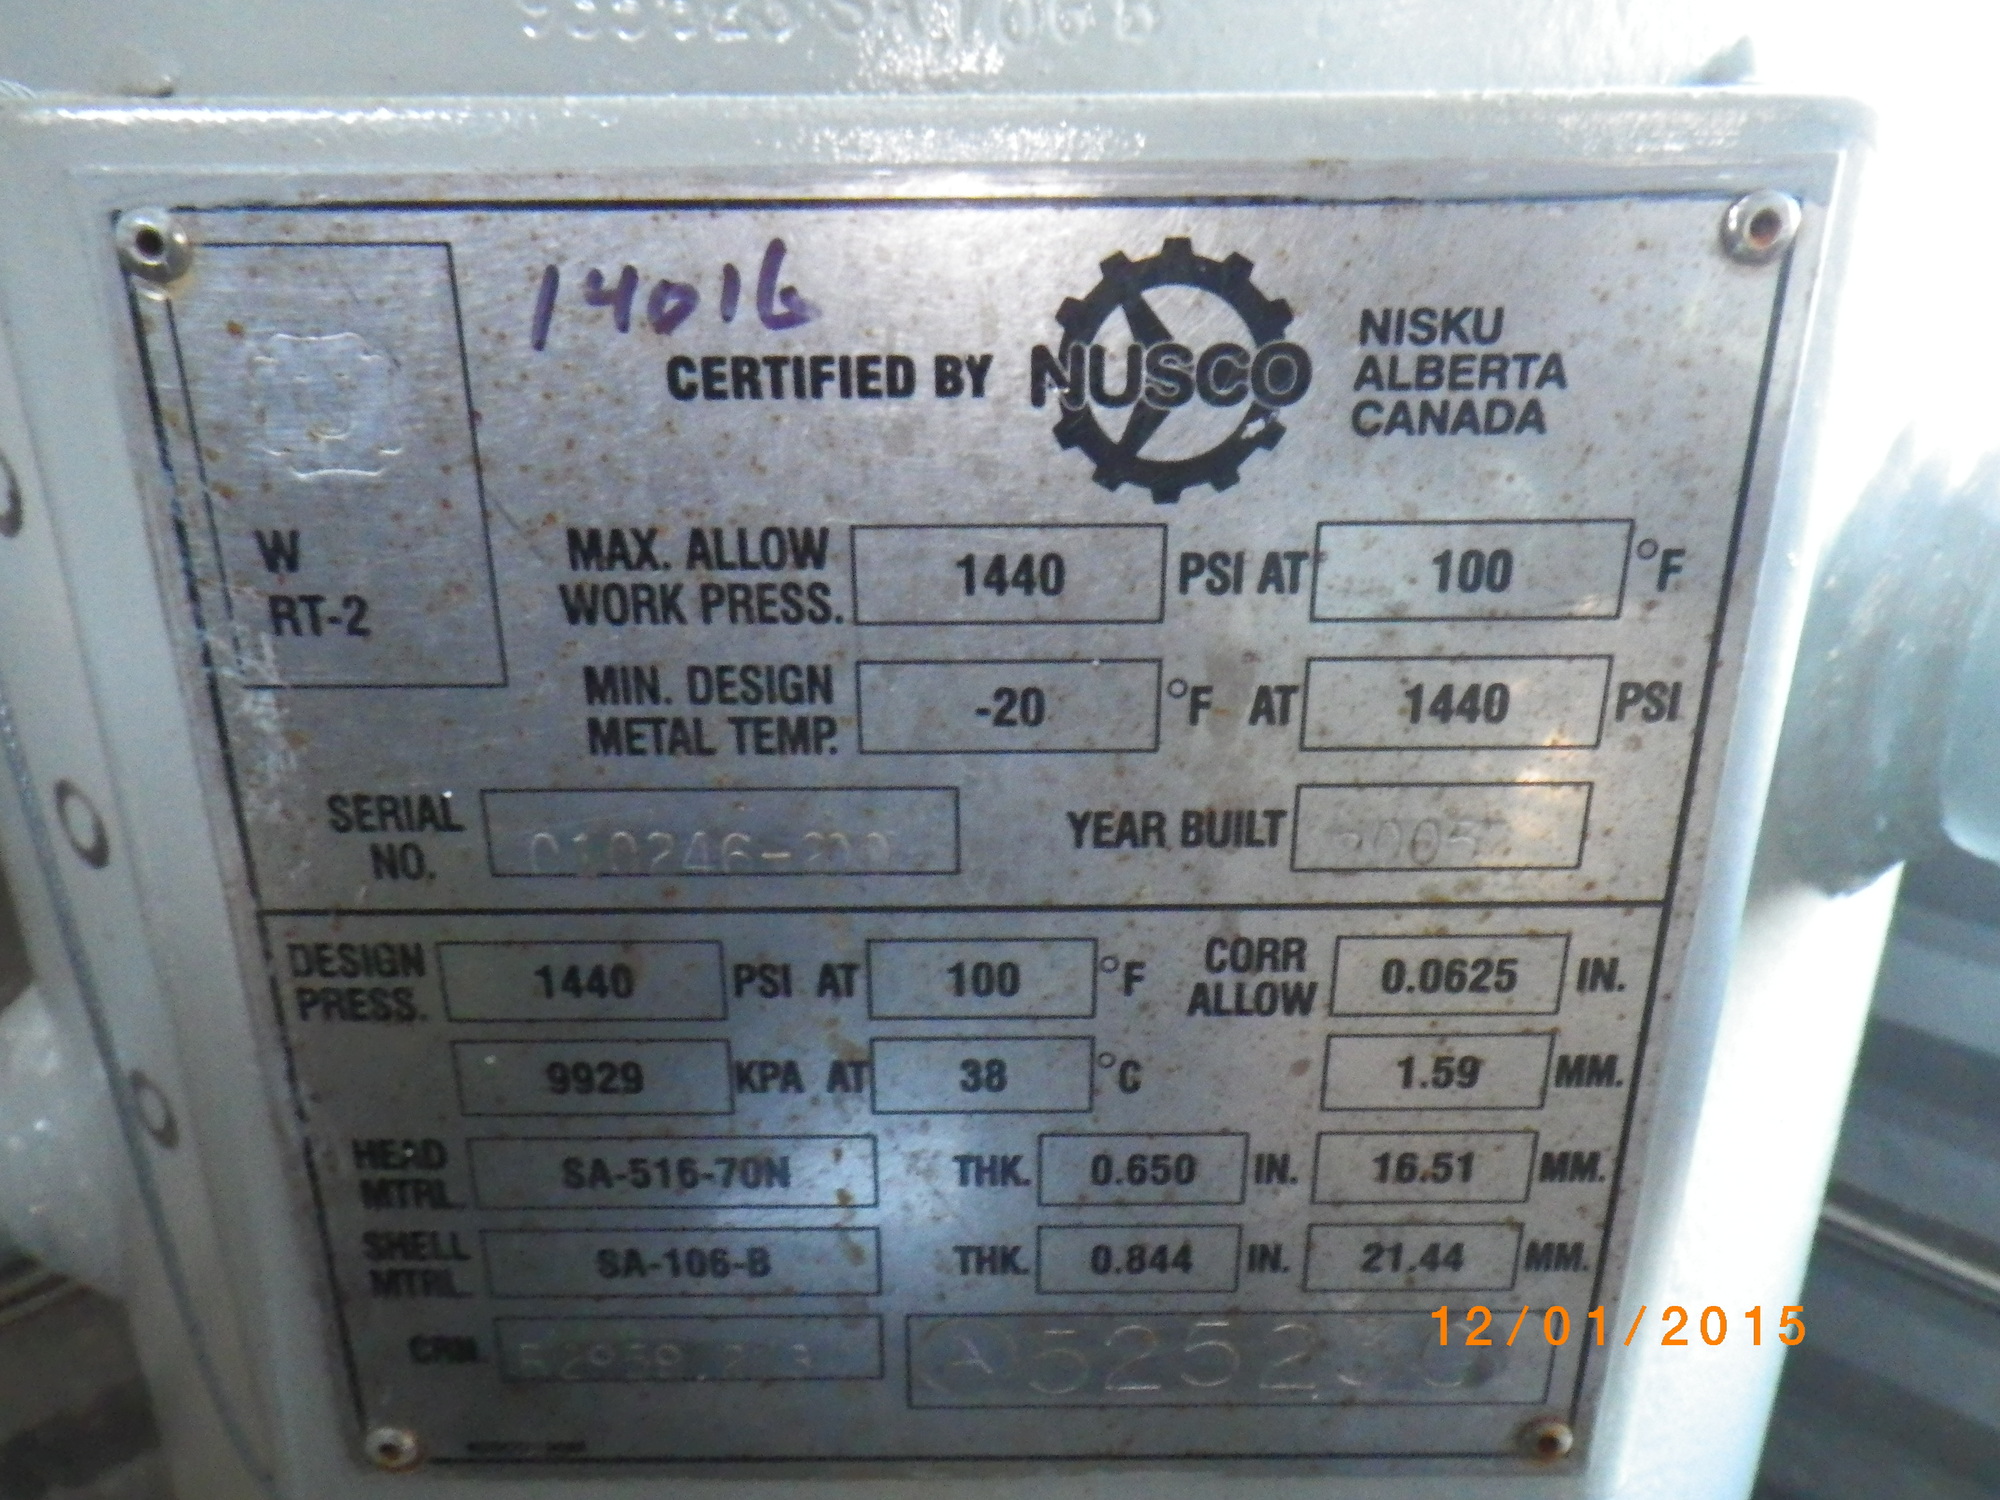 14016
CERTIFIED BY NUSCO
NISKU
ALBERTA
CANADA
W
RT-2
MAX. ALLOW WORK PRESS. 1440 PSI AT 100 °F
MIN. DESIGN METAL TEMP. -20 °F AT 1440 PSI
SERIAL NO.
YEAR BUILT
DESIGN PRESS. 1440 PSI AT 100 °F CORR ALLOW 0.0625 IN.
9929 KPA AT 38 °C 1.59 MM.
HEAD MTRL. SA-516-70N THK. 0.650 IN. 16.51 MM.
SHELL MTRL. SA-106-B THK. 0.844 IN. 21.44 MM.
CRN.
12/01/2015